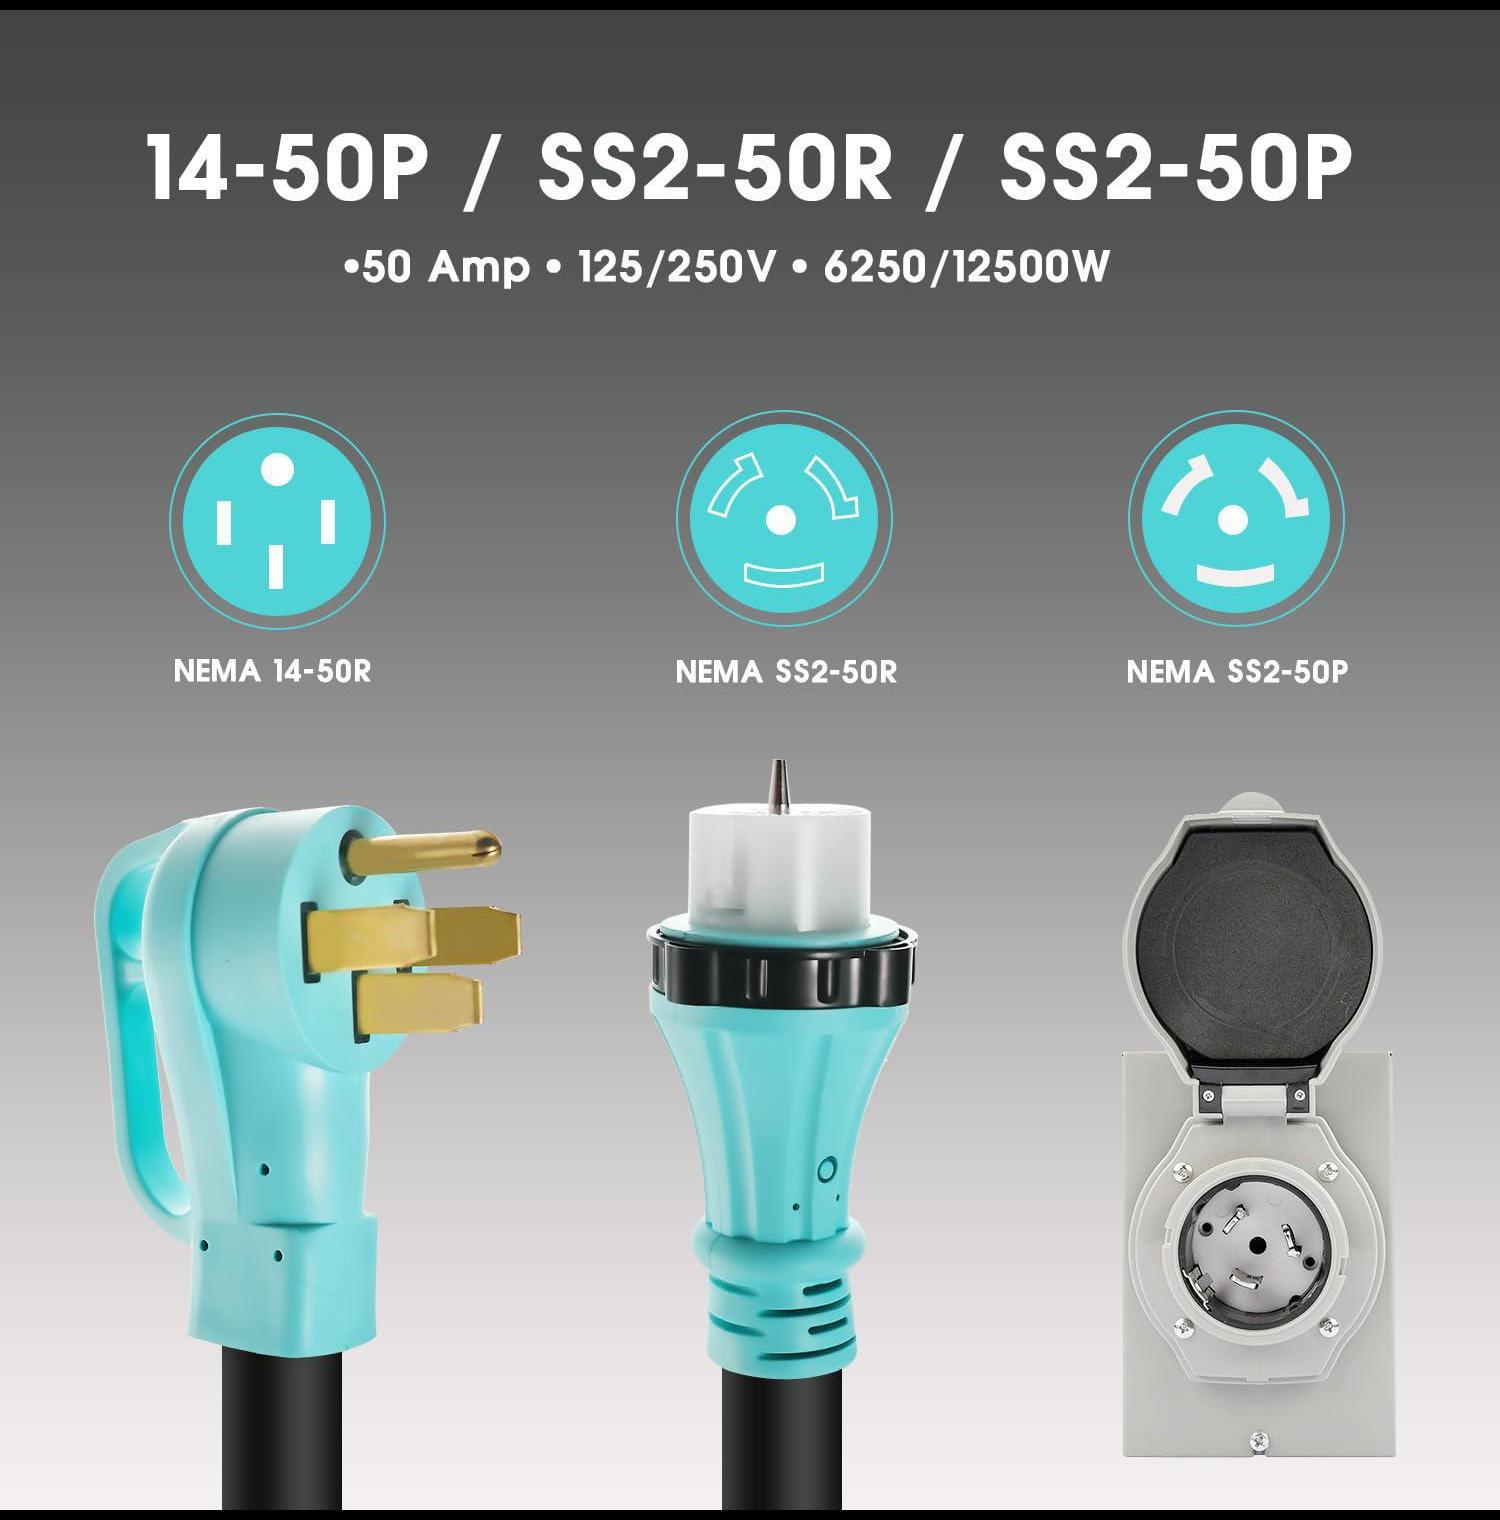 14-50P / SS2-50R / SS2-50P
•50 Amp • 125/250V • 6250/12500W
NEMA 14-50R
NEMA SS2-50R
NEMA SS2-50P